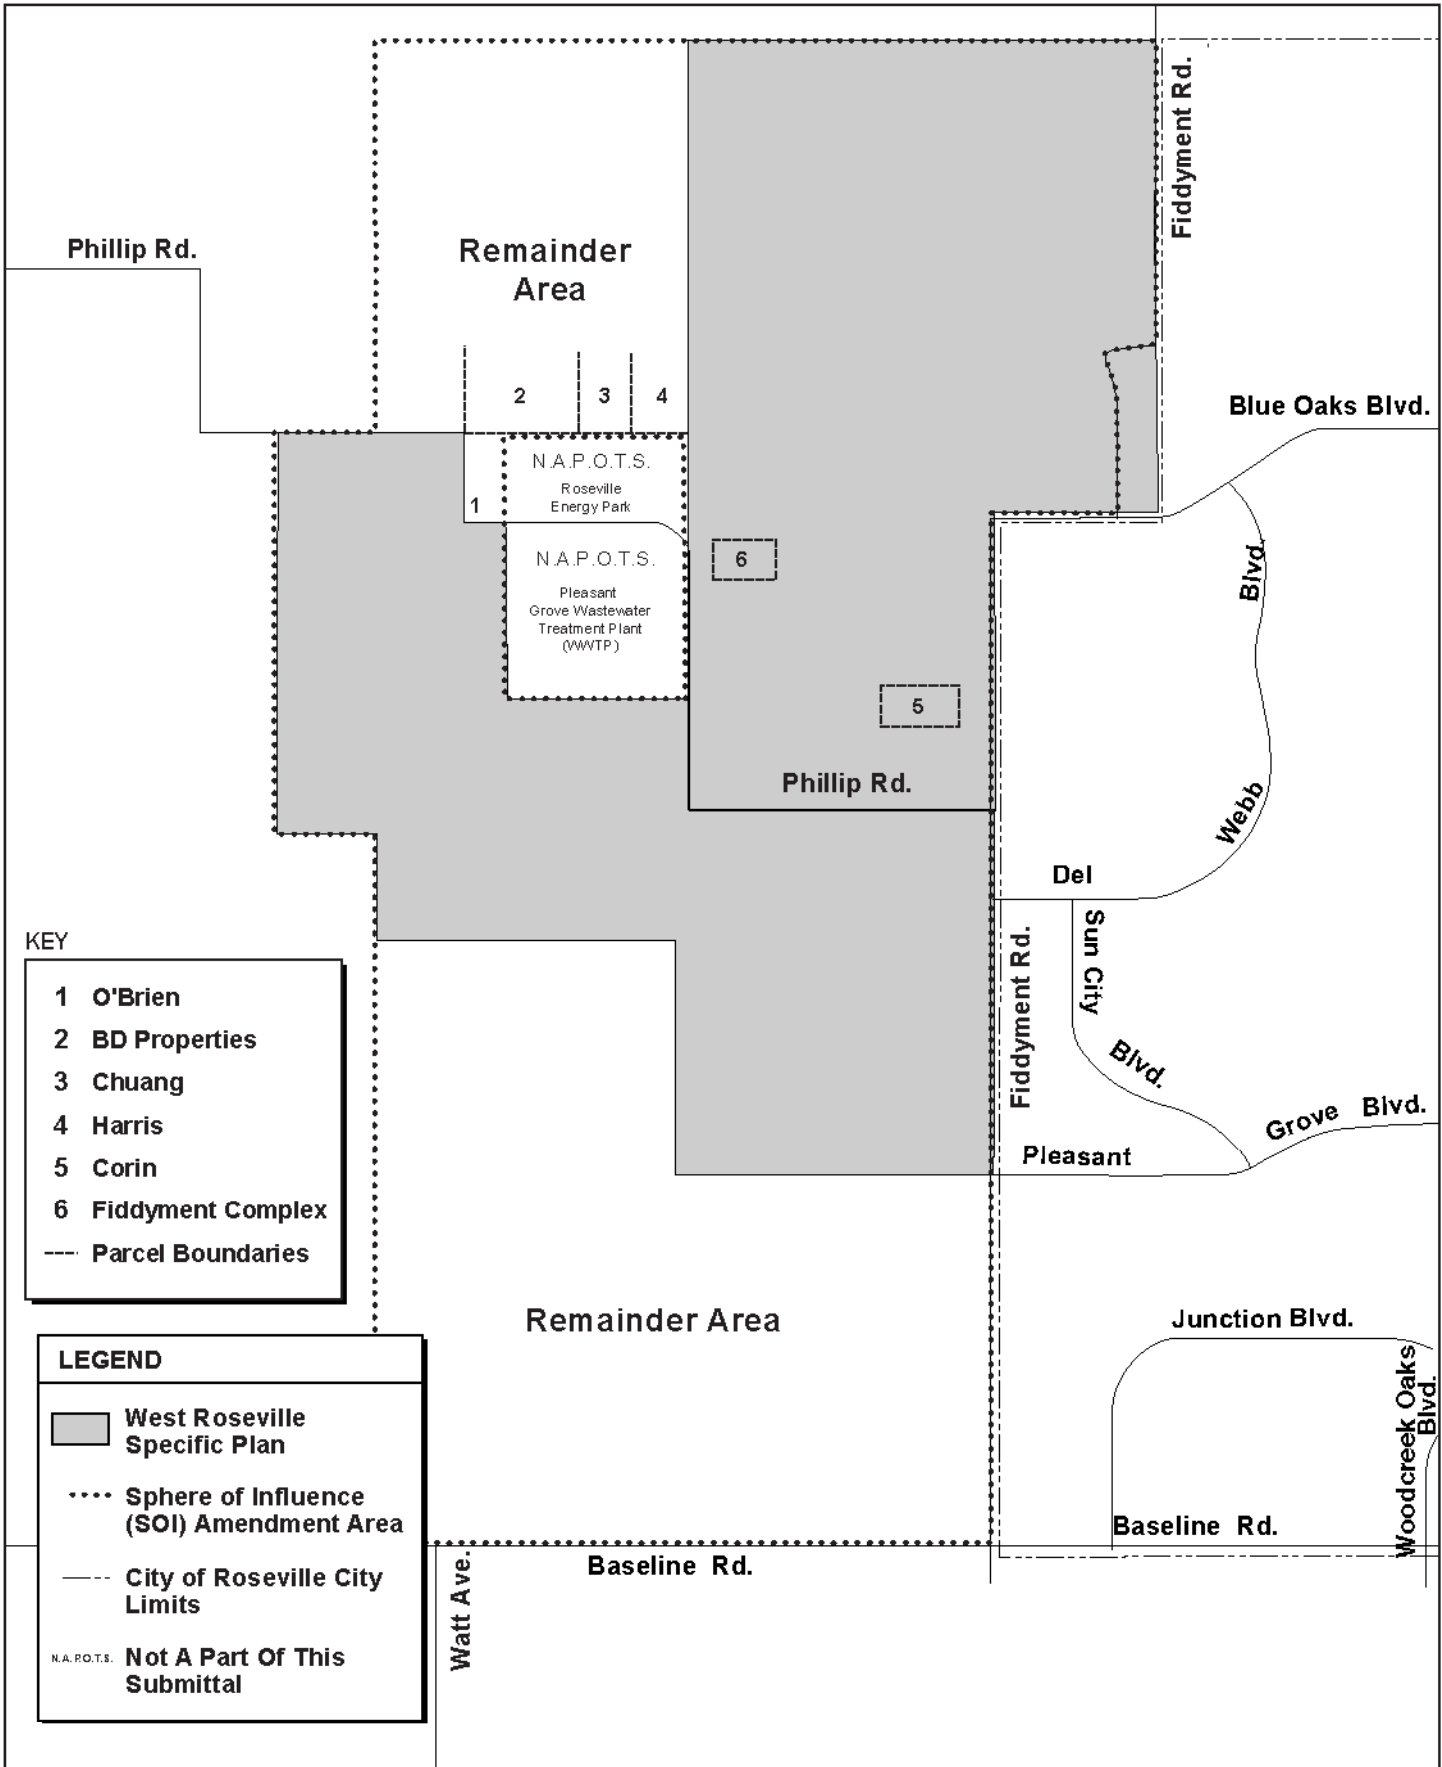 Fiddyment Rd.
Phillip Rd.
Remainder
Area
2
3
4
Blue Oaks Blvd.
N.A.P.O.T.S.
Roseville
Energy Park
1
N.A.P.O.T.S.
Pleasant
Grove Wastewater
Treatment Plant
(WWTP)
6
5
Phillip Rd.
Del
Webb
Blvd.
Sun City
Blvd.
Fiddyment Rd.
Pleasant
Grove Blvd.
KEY
1 O'Brien
2 BD Properties
3 Chuang
4 Harris
5 Corin
6 Fiddyment Complex
Parcel Boundaries
Remainder Area
Junction Blvd.
Woodcreek Oaks
Blvd.
Baseline Rd.
Baseline Rd.
Watt Ave.
LEGEND
West Roseville
Specific Plan
Sphere of Influence
(SOI) Amendment Area
City of Roseville City
Limits
N.A.P.O.T.S. Not A Part Of This
Submittal